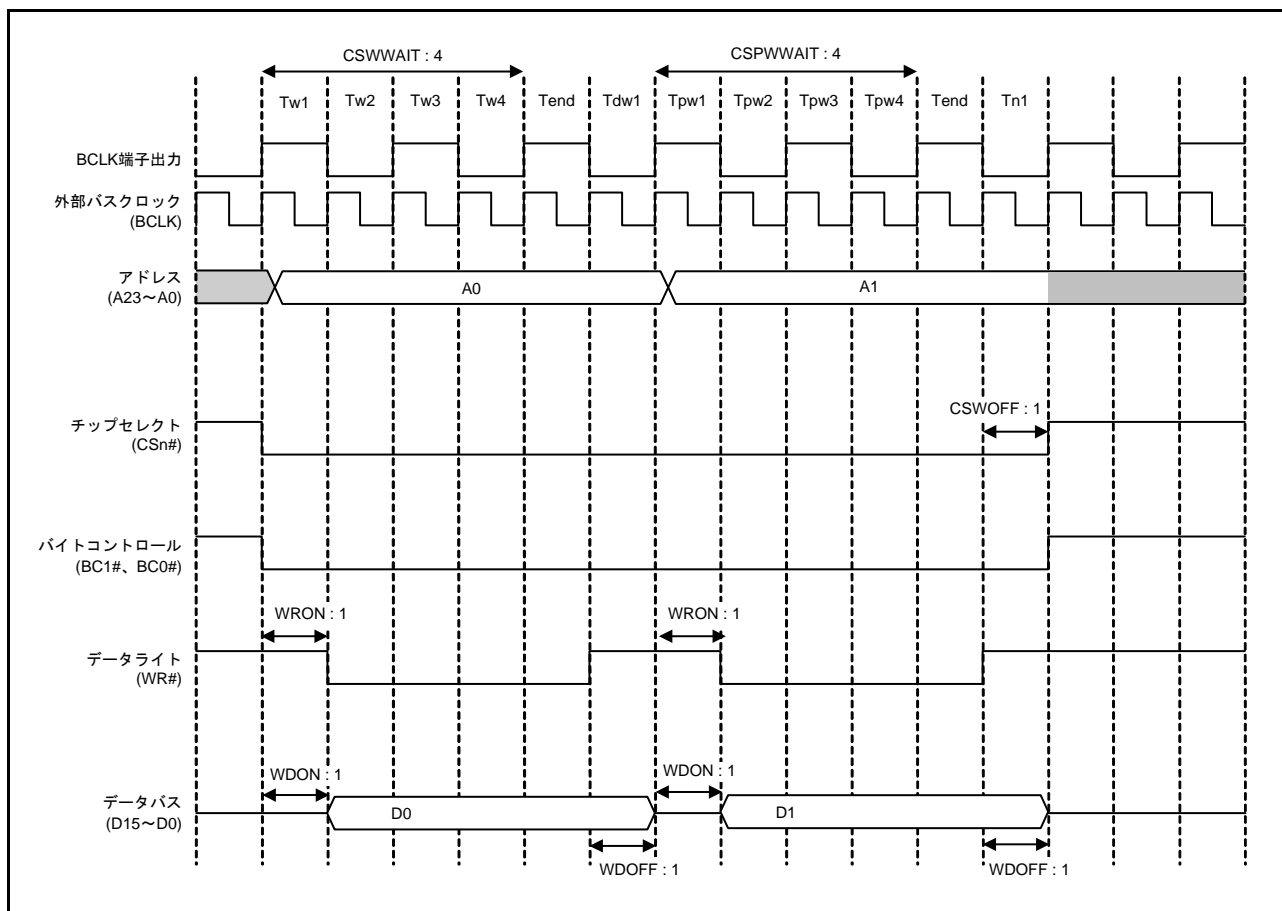 CSWWAIT : 4
CSPWWAIT : 4
Tw1 Tw2 Tw3 Tw4 Tend Tdw1 Tpw1 Tpw2 Tpw3 Tpw4 Tend Tn1
BCLK端子出力
外部バスクロック
(BCLK)
アドレス
(A23～A0)
A0
A1
CSWOFF : 1
チップセレクト
(CSn#)
バイトコントロール
(BC1#、BC0#)
WRON : 1
WRON : 1
データライト
(WR#)
WDON : 1
WDON : 1
データバス
(D15～D0)
D0
D1
WDOFF : 1
WDOFF : 1